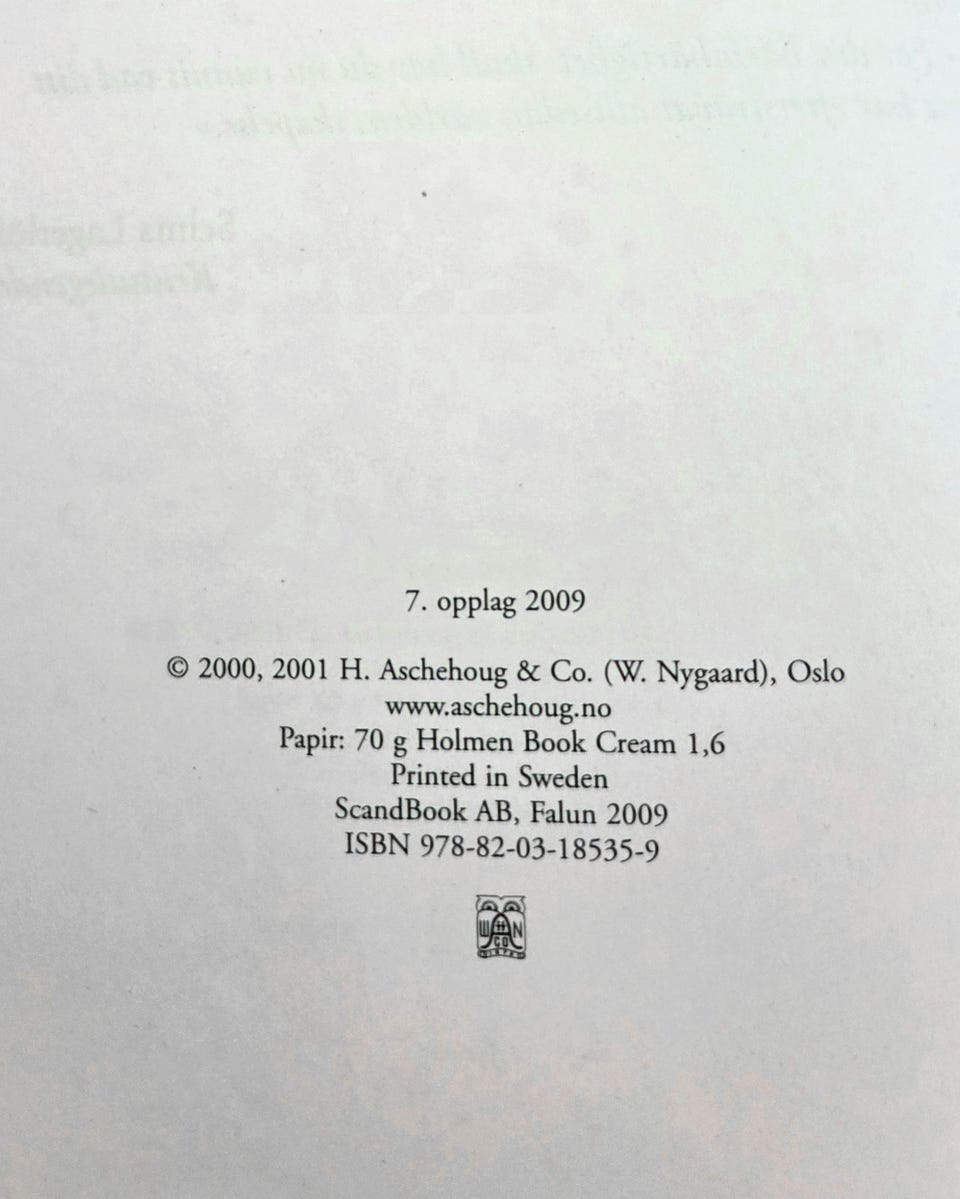 7. opplag 2009
© 2000, 2001 H. Aschehoug & Co. (W. Nygaard), Oslo
www.aschehoug.no
Papir: 70 g Holmen Book Cream 1,6
Printed in Sweden
ScandBook AB, Falun 2009
ISBN 978-82-03-18535-9
W H N
CO